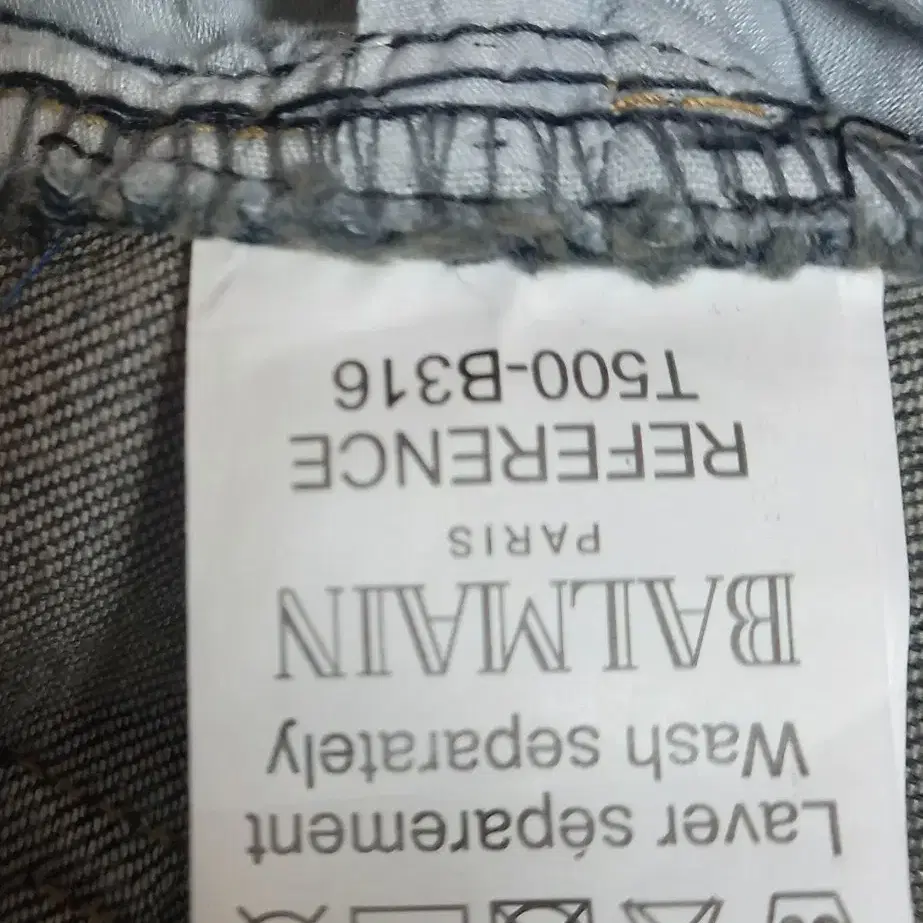 Laver séparement
Wash separately
BALMAIN
PARIS
REFERENCE
T500-B316